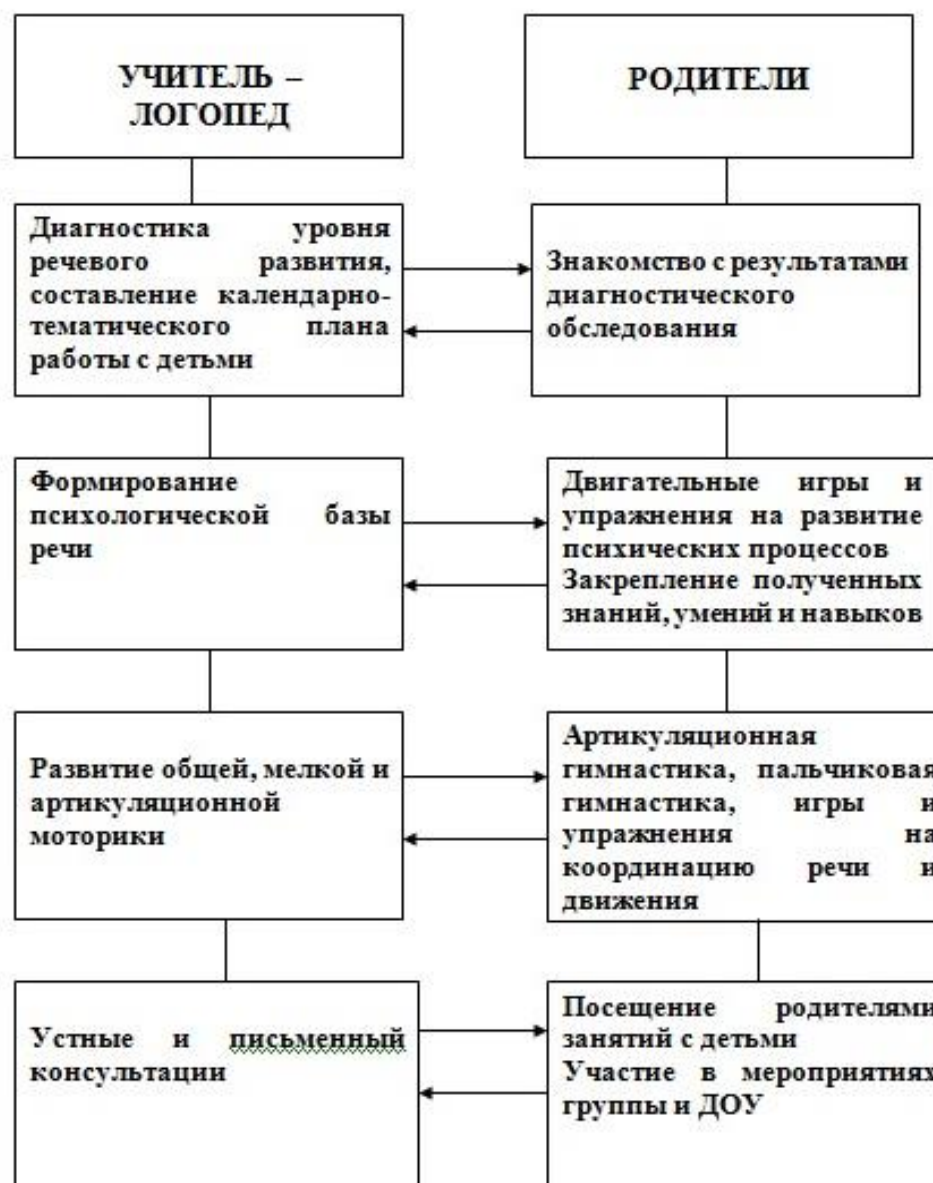 УЧИТЕЛЬ –
ЛОГОПЕД
РОДИТЕЛИ
Диагностика уровня
речевого развития,
составление календарно-
тематического плана
работы с детьми
Знакомство с результатами
диагностического
обследования
Формирование
психологической базы
речи
Двигательные игры и
упражнения на развитие
психических процессов
Закрепление полученных
знаний, умений и навыков
Развитие общей, мелкой и
артикуляционной
моторики
Артикуляционная
гимнастика, пальчиковая
гимнастика, игры и
упражнения на
координацию речи и
движения
Устные и письменный
консультации
Посещение родителями
занятий с детьми
Участие в мероприятиях
группы и ДОУ